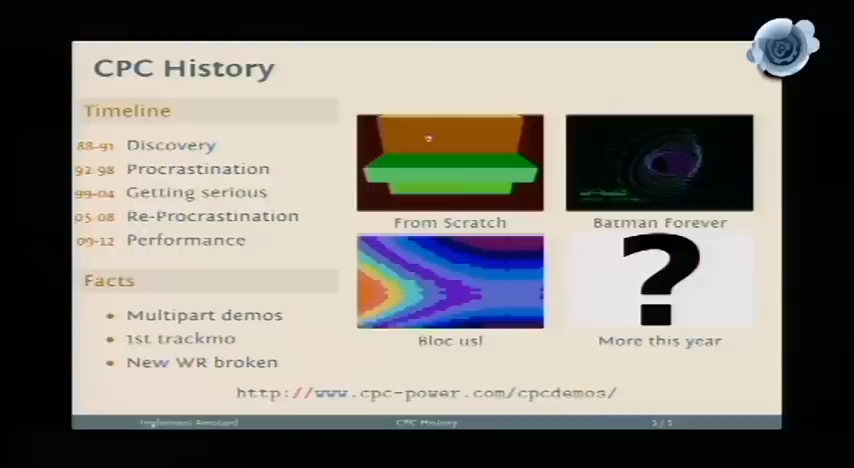 CPC History
Timeline
88-91 Discovery
92-98 Procrastination
99-04 Getting serious
05-08 Re-Procrastination
09-12 Performance
Facts
• Multipart demos
• 1st trackmo
• New WR broken
From Scratch
Batman Forever
Bloc us!
?
More this year
http://www.cpc-power.com/cpcdemos/
CPC History